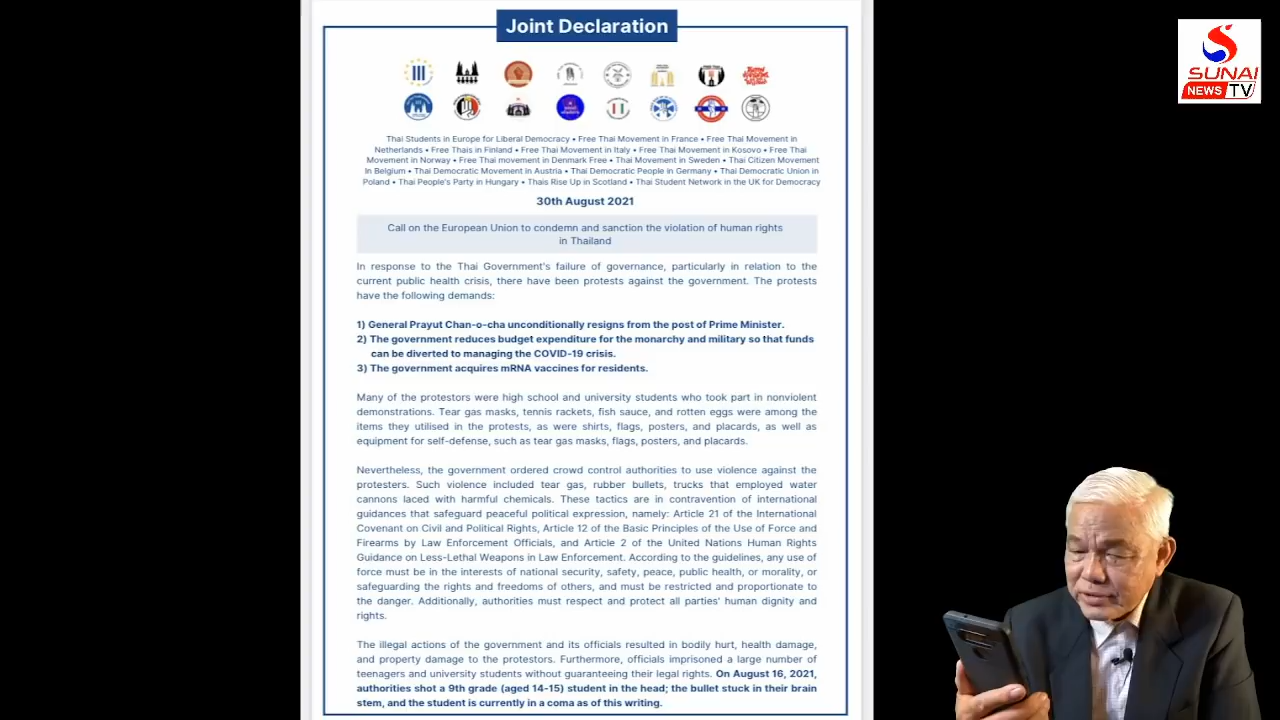 Joint Declaration
SUNAI
NEWS TV
Thai Students in Europe for Liberal Democracy • Free Thai Movement in France • Free Thai Movement in
Netherlands • Free Thais in Finland • Free Thai Movement in Italy • Free Thai Movement in Kosovo • Free Thai
Movement in Norway • Free Thai movement in Denmark Free • Thai Movement in Sweden • Thai Citizen Movement
In Belgium • Thai Democratic Movement in Austria • Thai Democratic People in Germany • Thai Democratic Union in
Poland • Thai People's Party in Hungary • Thais Rise Up in Scotland • Thai Student Network in the UK for Democracy
30th August 2021
Call on the European Union to condemn and sanction the violation of human rights
in Thailand
In response to the Thai Government's failure of governance, particularly in relation to the
current public health crisis, there have been protests against the government. The protests
have the following demands:
1) General Prayut Chan-o-cha unconditionally resigns from the post of Prime Minister.
2) The government reduces budget expenditure for the monarchy and military so that funds
can be diverted to managing the COVID-19 crisis.
3) The government acquires mRNA vaccines for residents.
Many of the protestors were high school and university students who took part in nonviolent
demonstrations. Tear gas masks, tennis rackets, fish sauce, and rotten eggs were among the
items they utilised in the protests, as were shirts, flags, posters, and placards, as well as
equipment for self-defense, such as tear gas masks, flags, posters, and placards.
Nevertheless, the government ordered crowd control authorities to use violence against the
protesters. Such violence included tear gas, rubber bullets, trucks that employed water
cannons laced with harmful chemicals. These tactics are in contravention of international
guidances that safeguard peaceful political expression, namely: Article 21 of the International
Covenant on Civil and Political Rights, Article 12 of the Basic Principles of the Use of Force and
Firearms by Law Enforcement Officials, and Article 2 of the United Nations Human Rights
Guidance on Less-Lethal Weapons in Law Enforcement. According to the guidelines, any use of
force must be in the interests of national security, safety, peace, public health, or morality, or
safeguarding the rights and freedoms of others, and must be restricted and proportionate to
the danger. Additionally, authorities must respect and protect all parties' human dignity and
rights.
The illegal actions of the government and its officials resulted in bodily hurt, health damage,
and property damage to the protestors. Furthermore, officials imprisoned a large number of
teenagers and university students without guaranteeing their legal rights. On August 16, 2021,
authorities shot a 9th grade (aged 14-15) student in the head; the bullet stuck in their brain
stem, and the student is currently in a coma as of this writing.